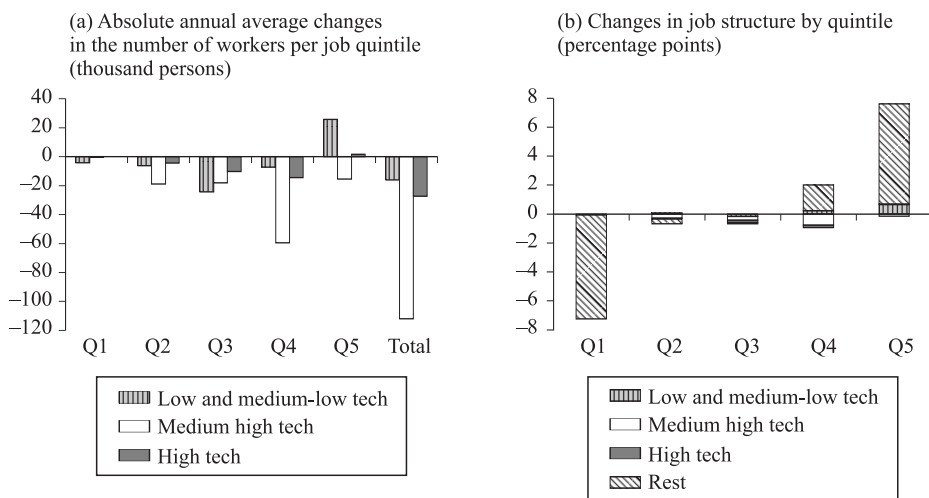 (a) Absolute annual average changes
in the number of workers per job quintile
(thousand persons)
40
20
0
−20
−40
−60
−80
−100
−120
Q1 Q2 Q3 Q4 Q5 Total
Low and medium-low tech
Medium high tech
High tech
(b) Changes in job structure by quintile
(percentage points)
8
6
4
2
0
−2
−4
−6
−8
Q1 Q2 Q3 Q4 Q5
Low and medium-low tech
Medium high tech
High tech
Rest